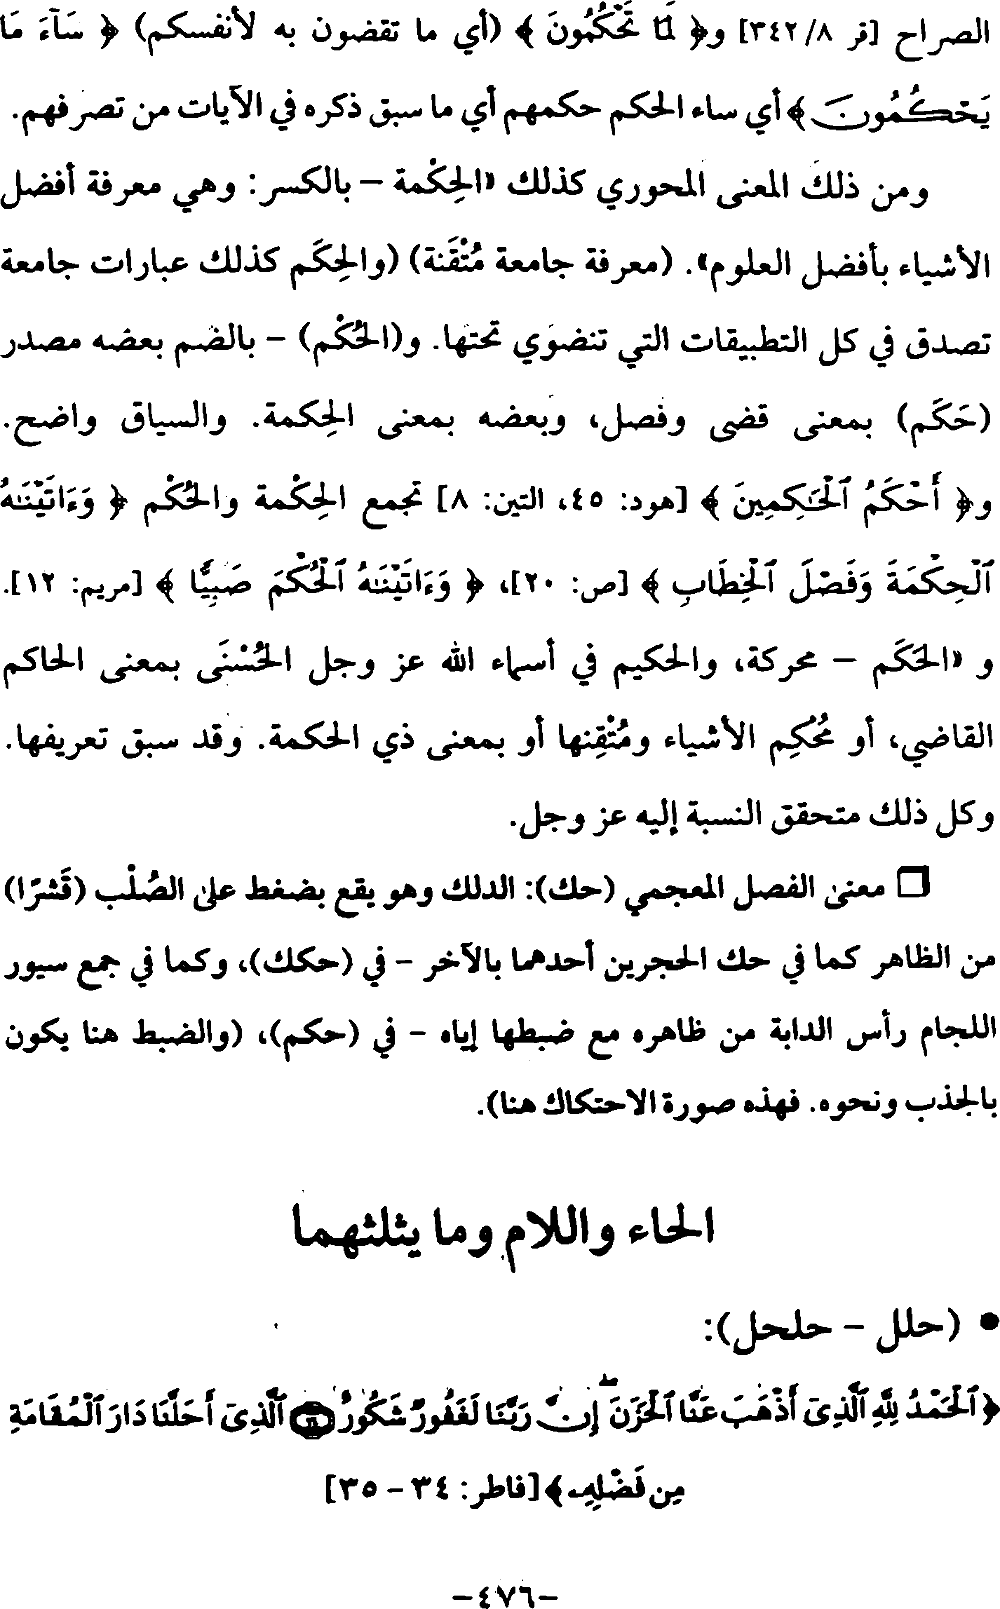 الصراح [قر ٨/ ٣٤٢] و﴿ لَمَا تَحْكُمُونَ ﴾ (أي ما تقضون به لأنفسكم) ﴿ سَآءَ مَا
يَحْكُمُونَ ﴾ أي ساء الحكم حكمهم أي ما سبق ذكره في الآيات من تصرفهم.
ومن ذلك المعنى المحوري كذلك «الحِكْمة – بالكسر: وهي معرفة أفضل
الأشياء بأفضل العلوم». (معرفة جامعة مُتْقَنة) (والحِكَم كذلك عبارات جامعة
تصدق في كل التطبيقات التي تنضوي تحتها. و(الحُكْم) – بالضم بعضه مصدر
(حَكَم) بمعنى قضى وفصل، وبعضه بمعنى الحِكمة. والسياق واضح.
و﴿ أَحْكَمُ ٱلْحَٰكِمِينَ ﴾ [هود: ٤٥، التين: ٨] تجمع الحِكْمة والحُكْم ﴿ وَءَاتَيْنَٰهُ
ٱلْحِكْمَةَ وَفَصْلَ ٱلْخِطَابِ ﴾ [ص: ٢٠]، ﴿ وَءَاتَيْنَٰهُ ٱلْحُكْمَ صَبِيًّا ﴾ [مريم: ١٢].
و «الحَكَم – محركة، والحكيم في أسماء الله عز وجل الحُسْنَى بمعنى الحاكم
القاضي، أو مُحْكِم الأشياء ومُتْقِنها أو بمعنى ذي الحكمة. وقد سبق تعريفها.
وكل ذلك متحقق النسبة إليه عز وجل.
□ معنى الفصل المعجمي (حك): الدلك وهو يقع بضغط على الصُلْب (قَشرًا)
من الظاهر كما في حك الحجرين أحدهما بالآخر – في (حكك)، وكما في جمع سيور
اللجام رأس الدابة من ظاهره مع ضبطها إياه – في (حكم)، (والضبط هنا يكون
بالجذب ونحوه. فهذه صورة الاحتكاك هنا).
الحاء واللام وما يثلثهما
• (حلل – حلحل):
﴿ ٱلْحَمْدُ لِلَّهِ ٱلَّذِىٓ أَذْهَبَ عَنَّا ٱلْحَزَنَ ۖ إِنَّ رَبَّنَا لَغَفُورٌ شَكُورٌ ۝٣٤ ٱلَّذِىٓ أَحَلَّنَا دَارَ ٱلْمُقَامَةِ
مِن فَضْلِهِۦ ﴾ [فاطر: ٣٤ – ٣٥]
–٤٧٦–